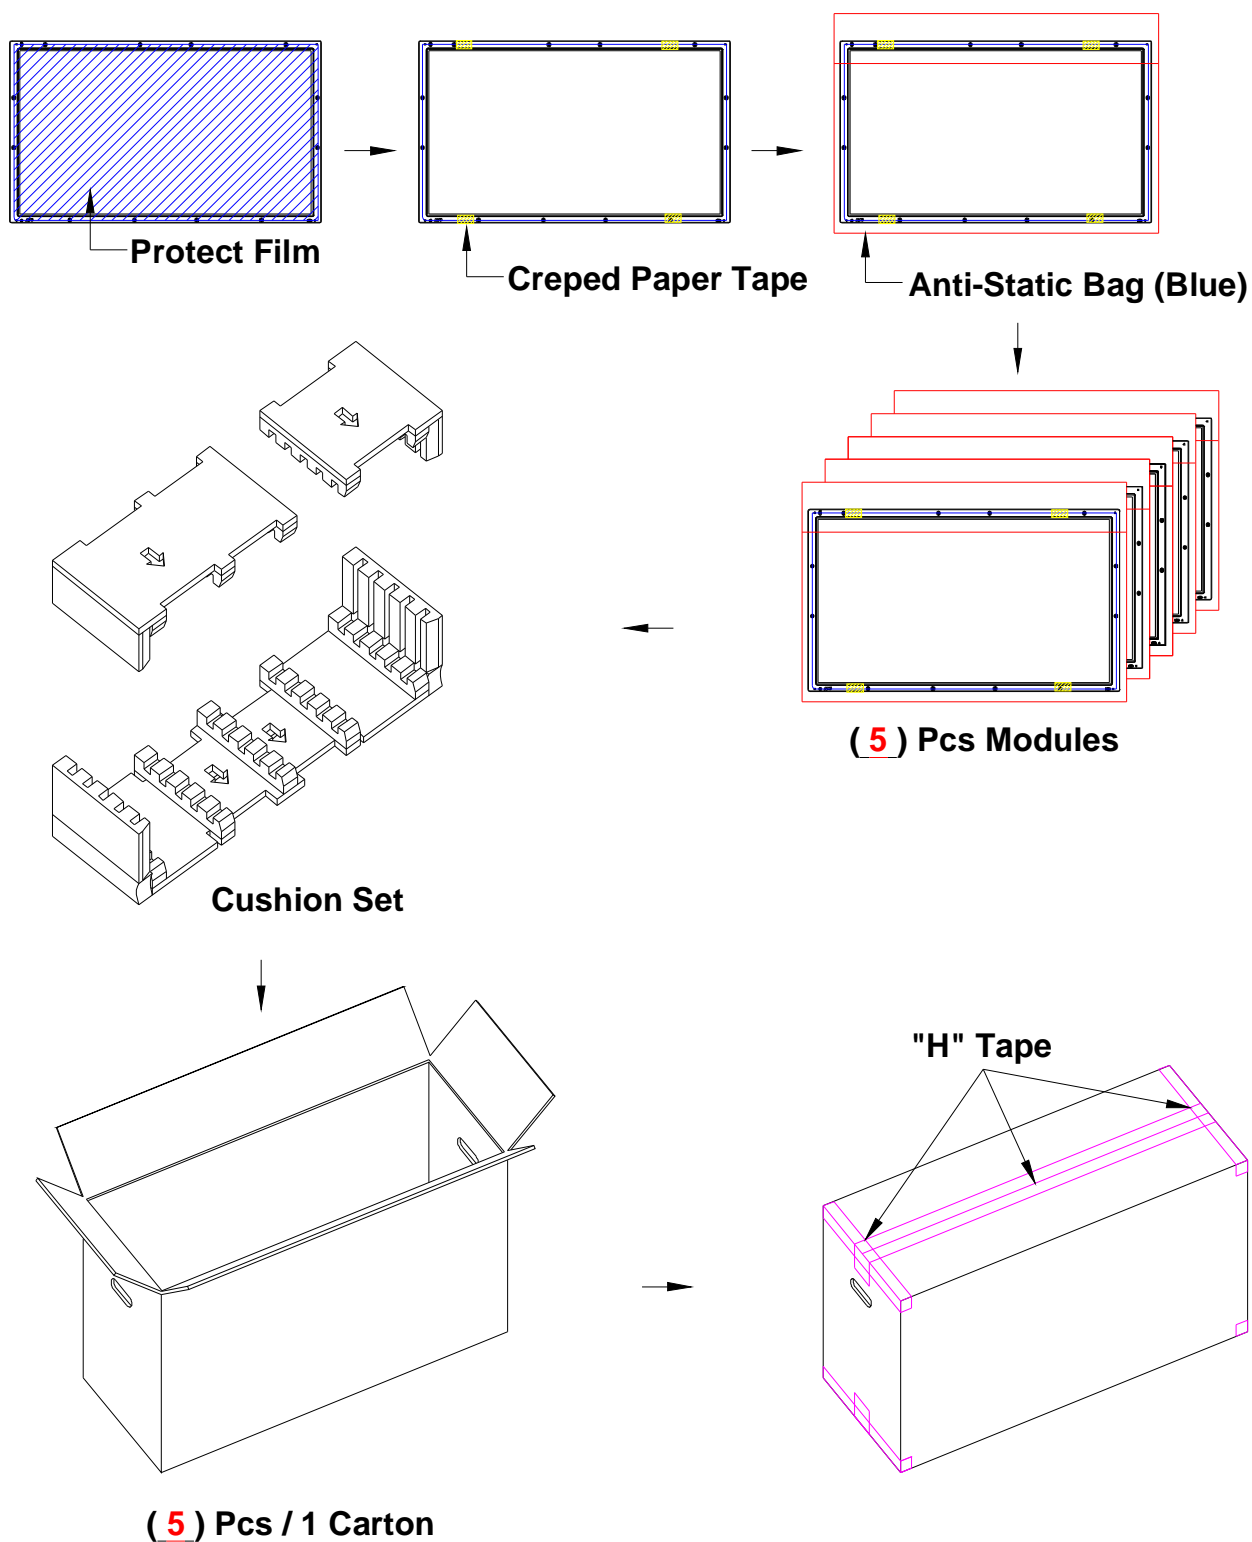 Protect Film
Creped Paper Tape
Anti-Static Bag (Blue)
( 5 ) Pcs Modules
Cushion Set
"H" Tape
( 5 ) Pcs / 1 Carton